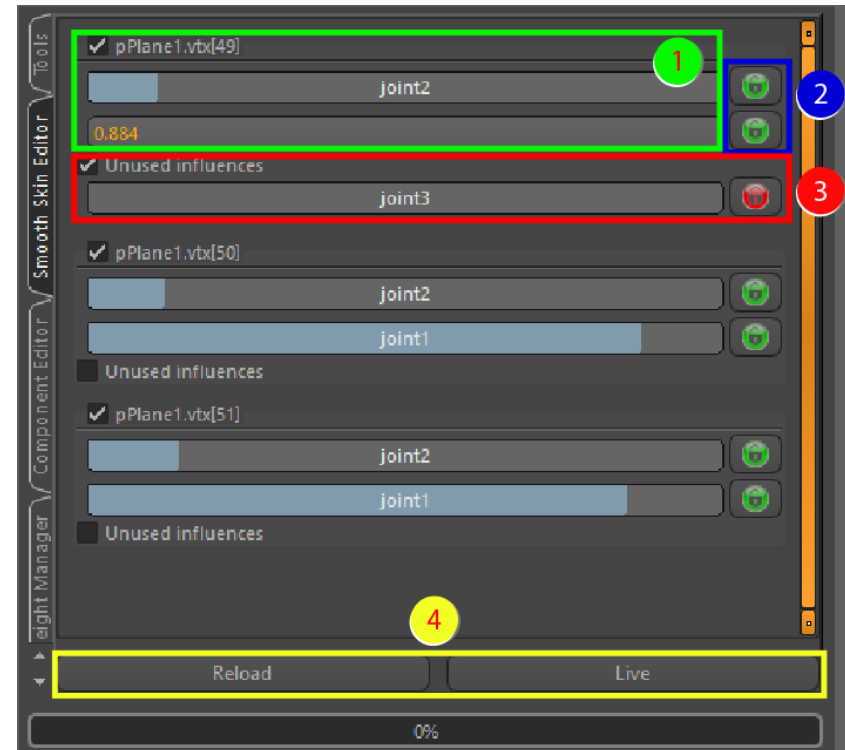 Tools
Smooth Skin Editor
Component Editor
eight Manager
pPlane1.vtx[49]
1
joint2
2
0.884
Unused influences
3
joint3
pPlane1.vtx[50]
joint2
joint1
Unused influences
pPlane1.vtx[51]
joint2
joint1
Unused influences
4
Reload Live
0%